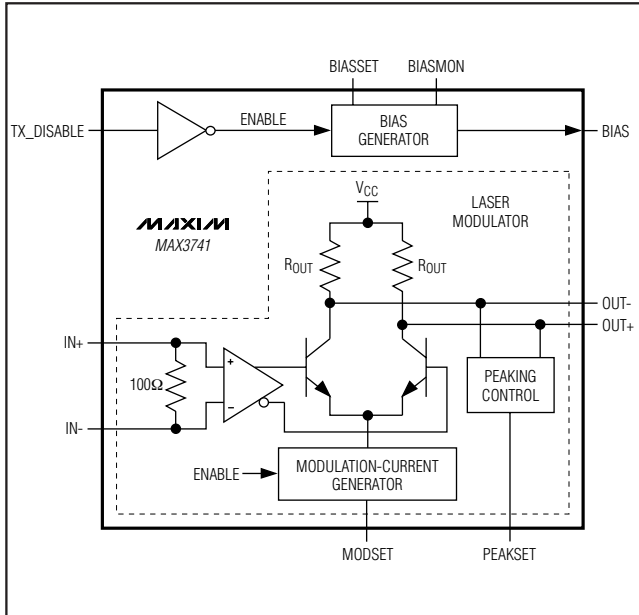 BIASSET BIASMON
TX_DISABLE
ENABLE
BIAS
GENERATOR
BIAS
VCC
LASER
MODULATOR
MAXIM
MAX3741
ROUT
ROUT
OUT-
OUT+
IN+
100Ω
+
−
IN-
PEAKING
CONTROL
ENABLE
MODULATION-CURRENT
GENERATOR
MODSET
PEAKSET